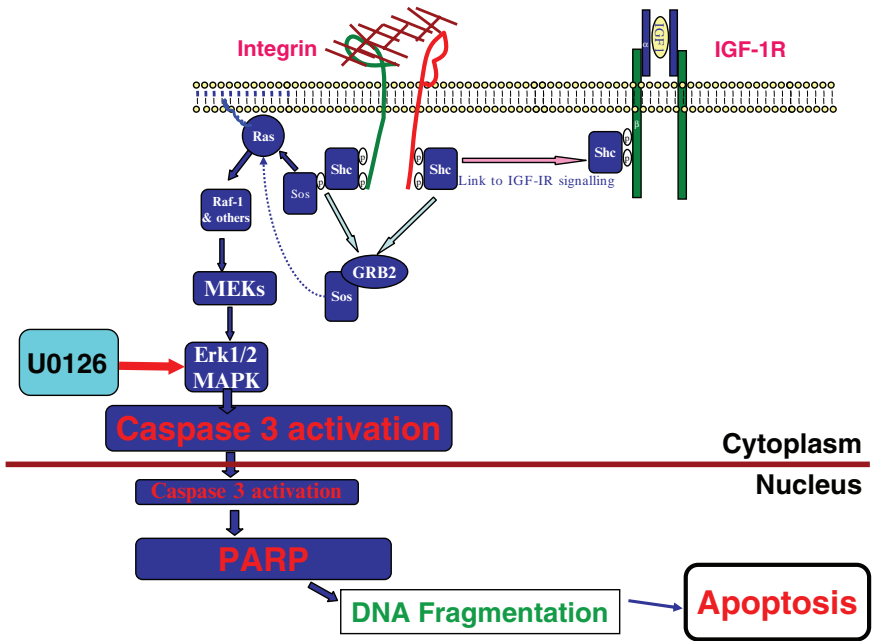 Integrin
IGF-1R
α
IGF-I
β
Ras
Shc
p
p
p
Sos
p
p
Shc
Link to IGF-IR signalling
Shc
p
p
Raf-1
& others
GRB2
Sos
MEKs
U0126
Erk1/2
MAPK
Caspase 3 activation
Cytoplasm
Nucleus
Caspase 3 activation
PARP
DNA Fragmentation
Apoptosis